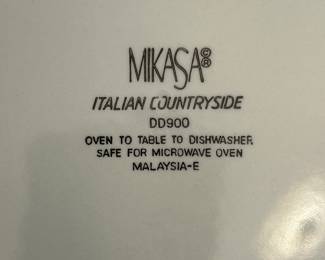 MIKASA©®
ITALIAN COUNTRYSIDE
DD900
OVEN TO TABLE TO DISHWASHER
SAFE FOR MICROWAVE OVEN
MALAYSIA-E